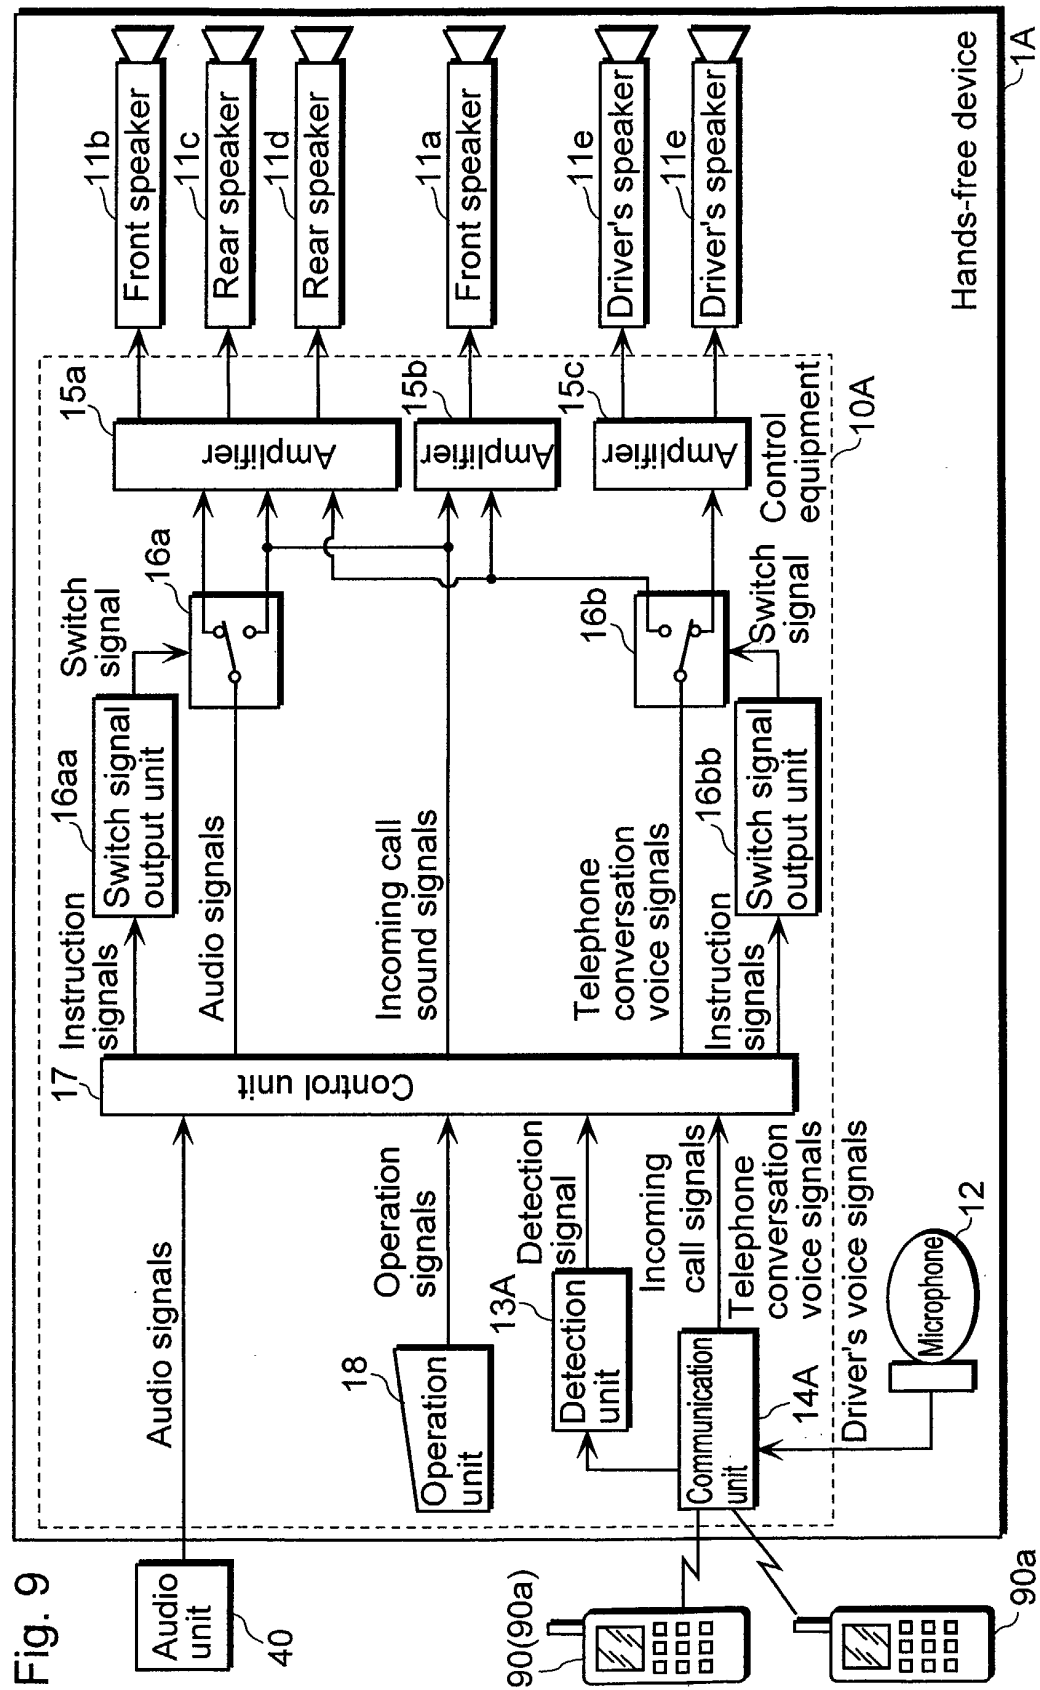 Fig. 9
Audio
unit
40
Audio signals
17
Control unit
Instruction
signals
16aa
Switch signal
output unit
Switch
signal
16a
Audio signals
15a
Amplifier
11b
Front speaker
11c
Rear speaker
11d
Rear speaker
18
Operation
unit
Operation
signals
Incoming call
sound signals
15b
Amplifier
11a
Front speaker
13A
Detection
unit
Detection
signal
90(90a)
Communication
unit
14A
Incoming
call signals
Telephone
conversation
voice signals
Telephone
conversation
voice signals
16b
15c
Amplifier
11e
Driver's speaker
11e
Driver's speaker
Instruction
signals
16bb
Switch signal
output unit
Switch
signal
Control
equipment
10A
Driver's voice signals
Microphone
12
90a
Hands-free device
1A